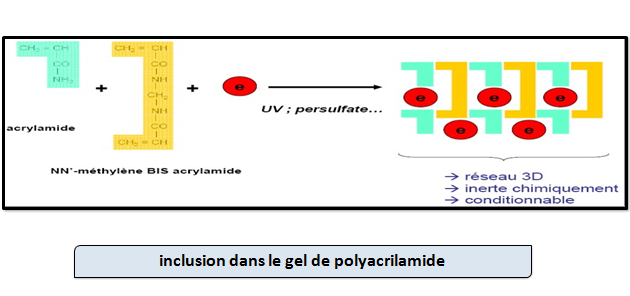 CH₂ = CH
CO
NH₂
acrylamide
+
CH₂ = CH
CO
NH
CH₂
NH
CO
CH₂ = CH
NN'-méthylène BIS acrylamide
+
e
UV ; persulfate...
e e e
e e
→ réseau 3D
→ inerte chimiquement
→ conditionnable
inclusion dans le gel de polyacrilamide